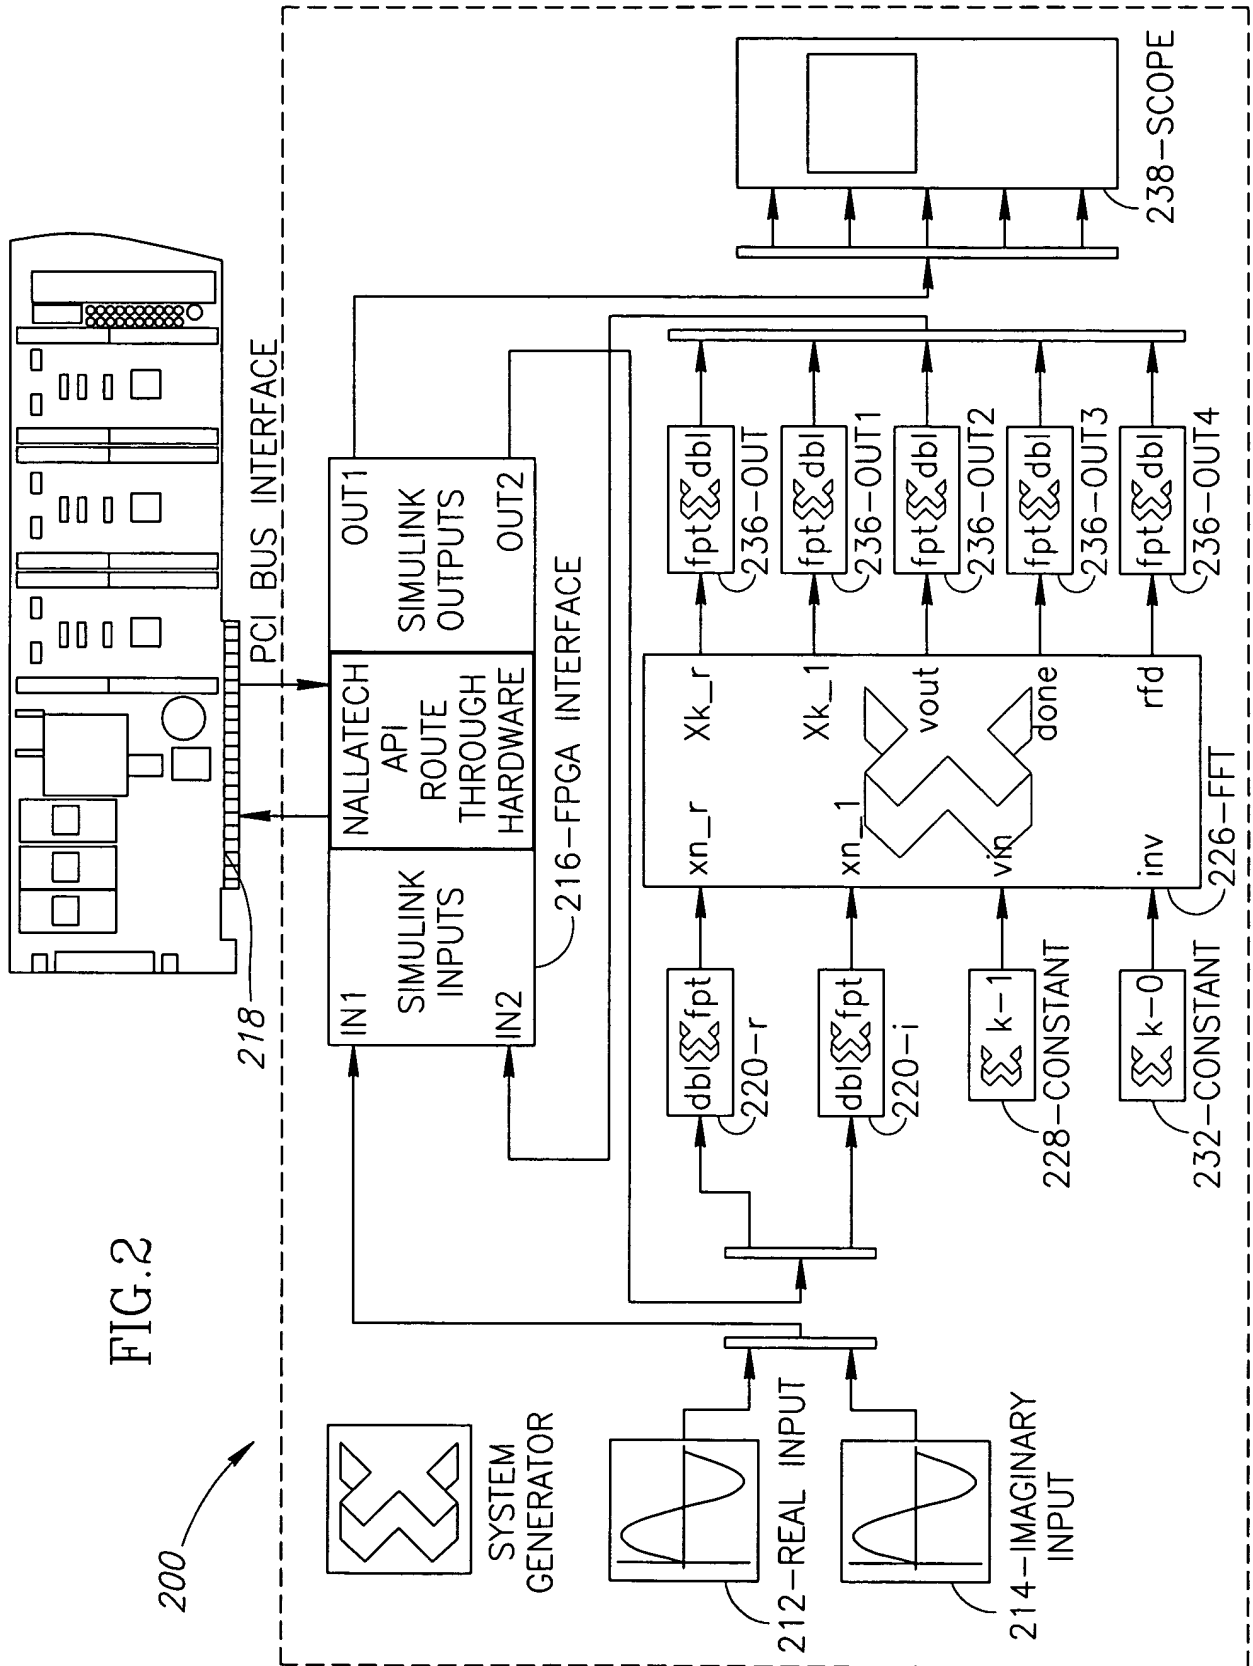 FIG.2
200
218
PCI BUS INTERFACE
IN1
SIMULINK
INPUTS
IN2
NALLATECH
API
ROUTE
THROUGH
HARDWARE
OUT1
SIMULINK
OUTPUTS
OUT2
216-FPGA INTERFACE
SYSTEM
GENERATOR
212-REAL INPUT
214-IMAGINARY
INPUT
dbl fpt
220-r
dbl fpt
220-i
k-1
228-CONSTANT
k-0
232-CONSTANT
xn_r
xn_1
vin
inv
Xk_r
Xk_1
vout
done
rfd
226-FFT
fpt dbl
236-OUT
fpt dbl
236-OUT1
fpt dbl
236-OUT2
fpt dbl
236-OUT3
fpt dbl
236-OUT4
238-SCOPE